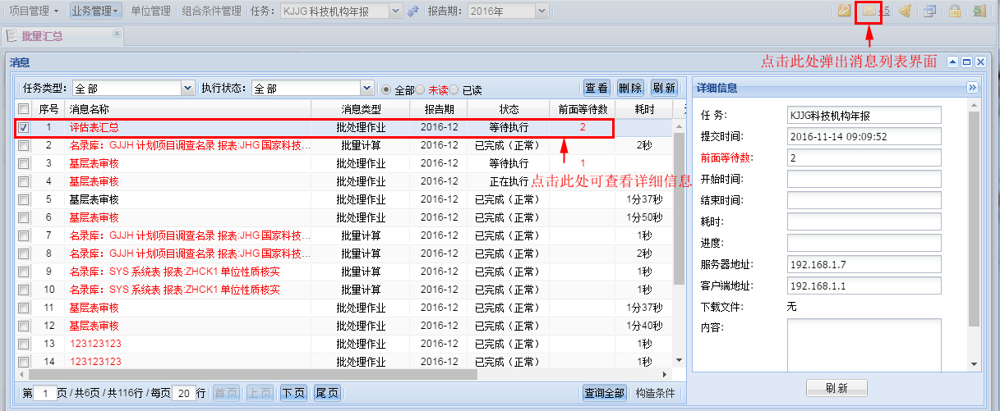 项目管理 业务管理 单位管理 组合条件管理 任务: KJJG 科技机构年报 报告期: 2016年
批量汇总
点击此处弹出消息列表界面
消息
任务类型: 全 部 执行状态: 全 部 全部 未读 已读 查 看 删 除 刷 新
序号 消息名称 消息类型 报告期 状态 前面等待数 耗时
1 评估表汇总 批处理作业 2016-12 等待执行 2
2 名录库：GJJH 计划项目调查名录 报表:JHG 国家科技... 批量计算 2016-12 已完成（正常） 2秒
3 基层表审核 批处理作业 2016-12 等待执行 1
4 基层表审核 批处理作业 2016-12 正在执行
点击此处可查看详细信息
5 基层表审核 批处理作业 2016-12 已完成（正常） 1分37秒
6 基层表审核 批处理作业 2016-12 已完成（正常） 1分50秒
7 名录库：GJJH 计划项目调查名录 报表:JHG 国家科技... 批量计算 2016-12 已完成（正常） 1秒
8 名录库：GJJH 计划项目调查名录 报表:JHG 国家科技... 批量计算 2016-12 已完成（正常） 2秒
9 名录库：SYS 系统表 报表:ZHCK1 单位性质核实 批量计算 2016-12 已完成（正常） 1秒
10 名录库：SYS 系统表 报表:ZHCK1 单位性质核实 批量计算 2016-12 已完成（正常） 1秒
11 基层表审核 批处理作业 2016-12 已完成（正常） 1分37秒
12 基层表审核 批处理作业 2016-12 已完成（正常） 1分40秒
13 123123123 批处理作业 2016-12 已完成（正常） 1秒
14 123123123 批处理作业 2016-12 已完成（正常） 1秒
第 1 页 / 共6页 / 共116行 / 每页 20 行 首 页 上 页 下 页 尾 页 查询全部 构造条件
详细信息
任 务: KJJG科技机构年报
提交时间: 2016-11-14 09:09:52
前面等待数: 2
开始时间:
结束时间:
耗时:
进度:
服务器地址: 192.168.1.7
客户端地址: 192.168.1.1
下载文件: 无
内容:
刷 新